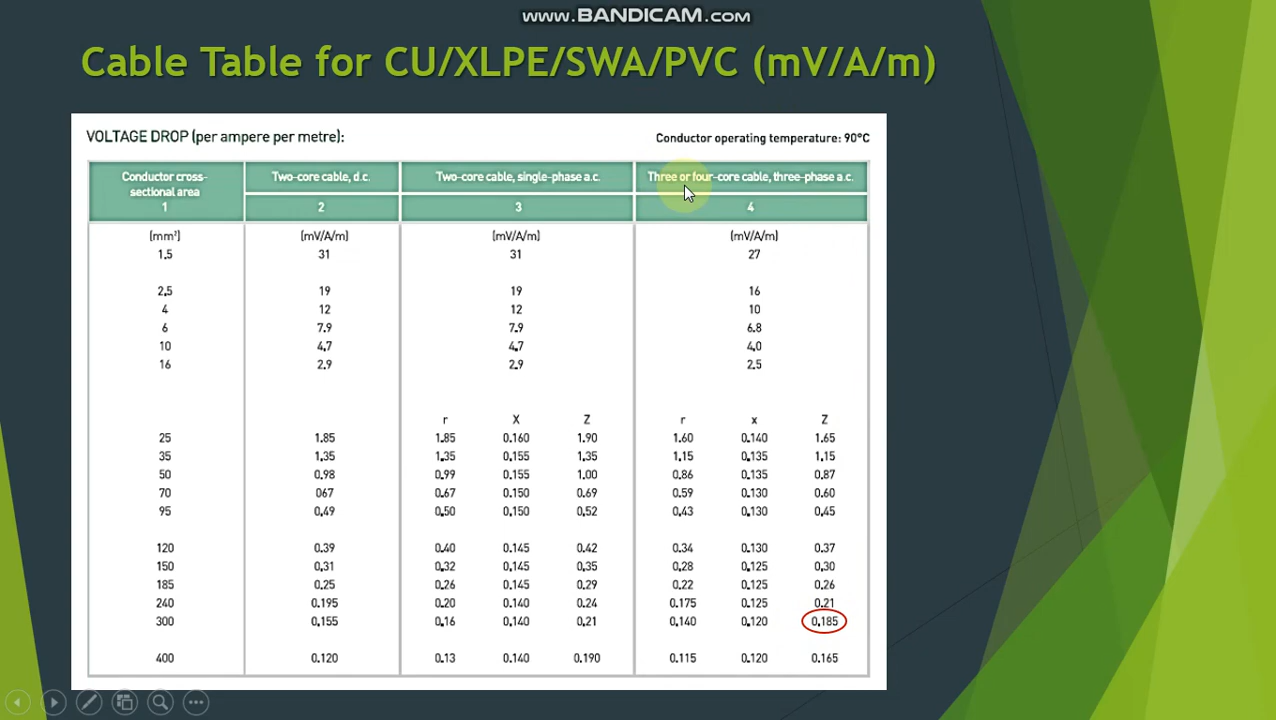 www.BANDICAM.com
Cable Table for CU/XLPE/SWA/PVC (mV/A/m)
VOLTAGE DROP (per ampere per metre):
Conductor operating temperature: 90°C
Conductor cross-
sectional area
1
Two-core cable, d.c.
2
Two-core cable, single-phase a.c.
3
Three or four-core cable, three-phase a.c.
4
(mm²) (mV/A/m) (mV/A/m) (mV/A/m)
1.5 31 31 27
2.5 19 19 16
4 12 12 10
6 7.9 7.9 6.8
10 4.7 4.7 4.0
16 2.9 2.9 2.5
r X Z r x Z
25 1.85 1.85 0.160 1.90 1.60 0.140 1.65
35 1.35 1.35 0.155 1.35 1.15 0.135 1.15
50 0.98 0.99 0.155 1.00 0.86 0.135 0.87
70 067 0.67 0.150 0.69 0.59 0.130 0.60
95 0.49 0.50 0.150 0.52 0.43 0.130 0.45
120 0.39 0.40 0.145 0.42 0.34 0.130 0.37
150 0.31 0.32 0.145 0.35 0.28 0.125 0.30
185 0.25 0.26 0.145 0.29 0.22 0.125 0.26
240 0.195 0.20 0.140 0.24 0.175 0.125 0.21
300 0.155 0.16 0.140 0.21 0.140 0.120 0.185
400 0.120 0.13 0.140 0.190 0.115 0.120 0.165